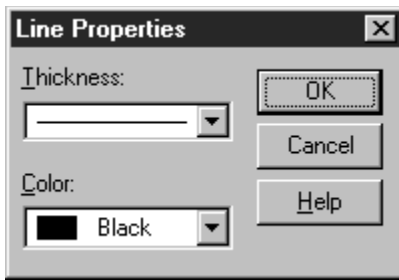 Line Properties
Thickness:
OK
Cancel
Color:
Black
Help